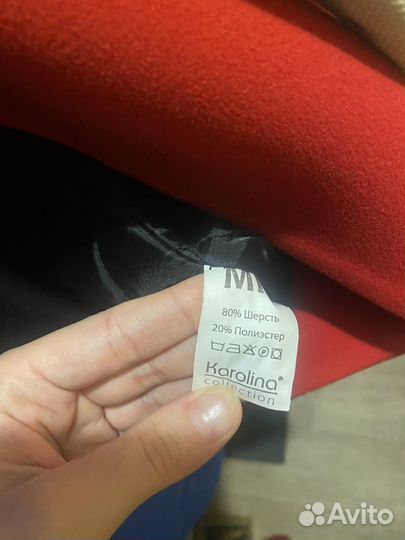 80% Шерсть
20% Полиэстер
Karolina®
collection
Avito